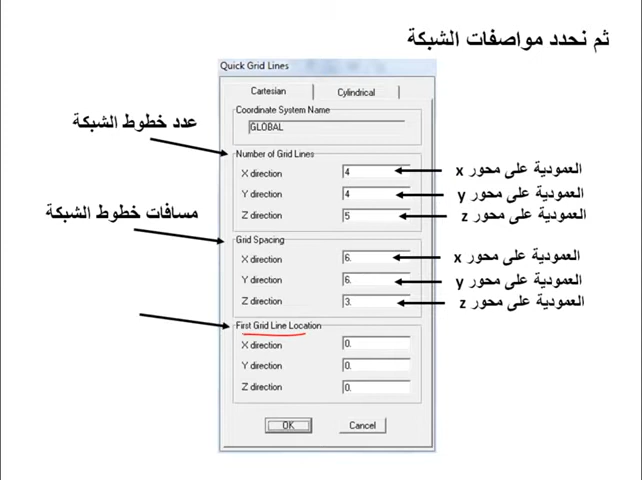 ثم نحدد مواصفات الشبكة
Quick Grid Lines
Cartesian
Cylindrical
Coordinate System Name
GLOBAL
عدد خطوط الشبكة
Number of Grid Lines
X direction 4 العمودية على محور x
Y direction 4 العمودية على محور y
Z direction 5 العمودية على محور z
مسافات خطوط الشبكة
Grid Spacing
X direction 6. العمودية على محور x
Y direction 6. العمودية على محور y
Z direction 3. العمودية على محور z
First Grid Line Location
X direction 0.
Y direction 0.
Z direction 0.
OK Cancel